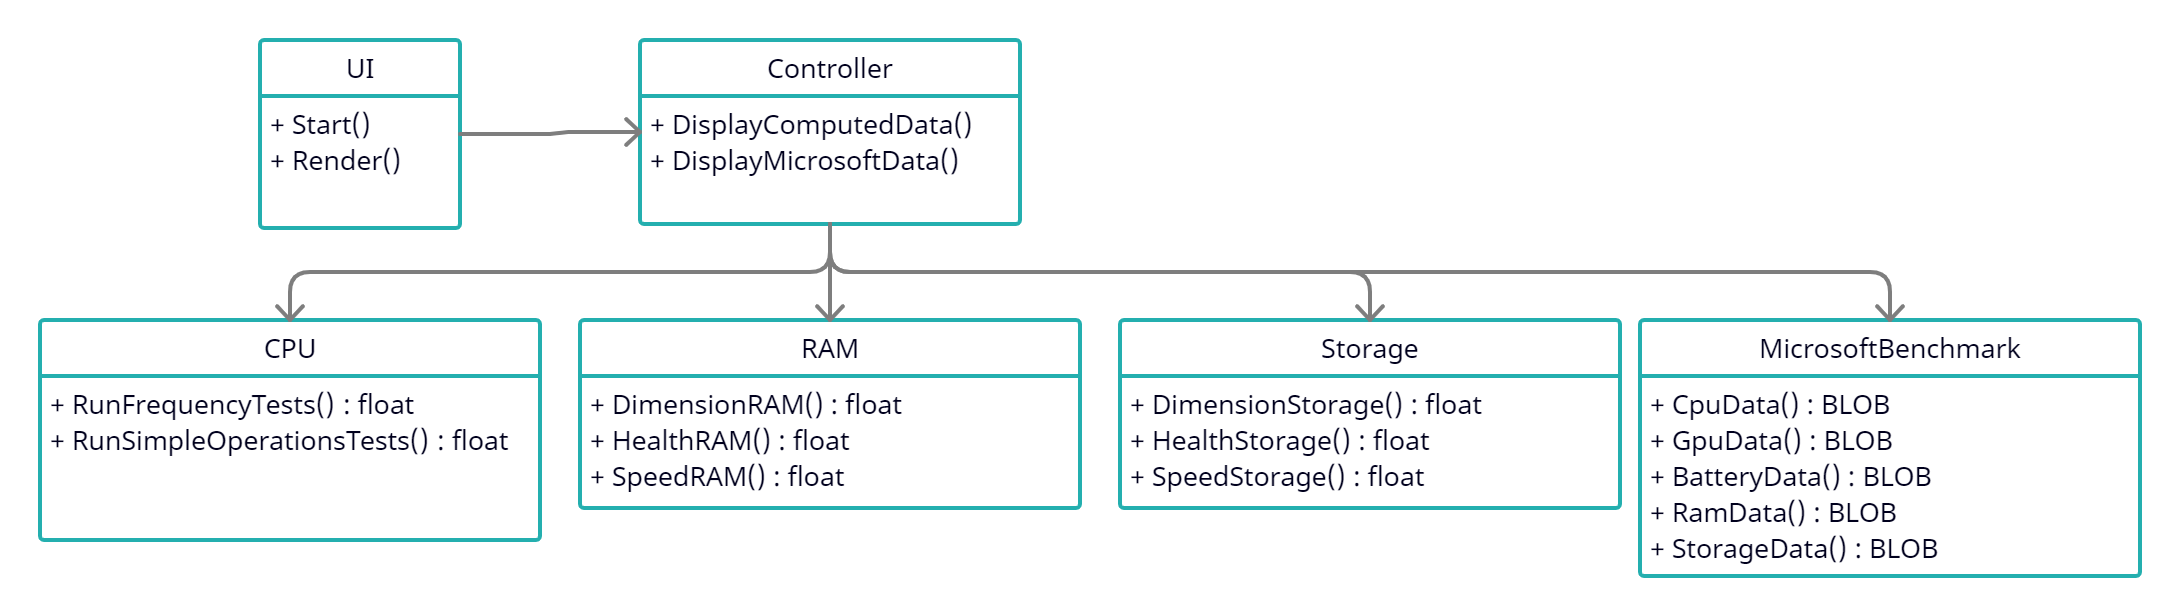 UI
+ Start()
+ Render()
Controller
+ DisplayComputedData()
+ DisplayMicrosoftData()
CPU
+ RunFrequencyTests() : float
+ RunSimpleOperationsTests() : float
RAM
+ DimensionRAM() : float
+ HealthRAM() : float
+ SpeedRAM() : float
Storage
+ DimensionStorage() : float
+ HealthStorage() : float
+ SpeedStorage() : float
MicrosoftBenchmark
+ CpuData() : BLOB
+ GpuData() : BLOB
+ BatteryData() : BLOB
+ RamData() : BLOB
+ StorageData() : BLOB